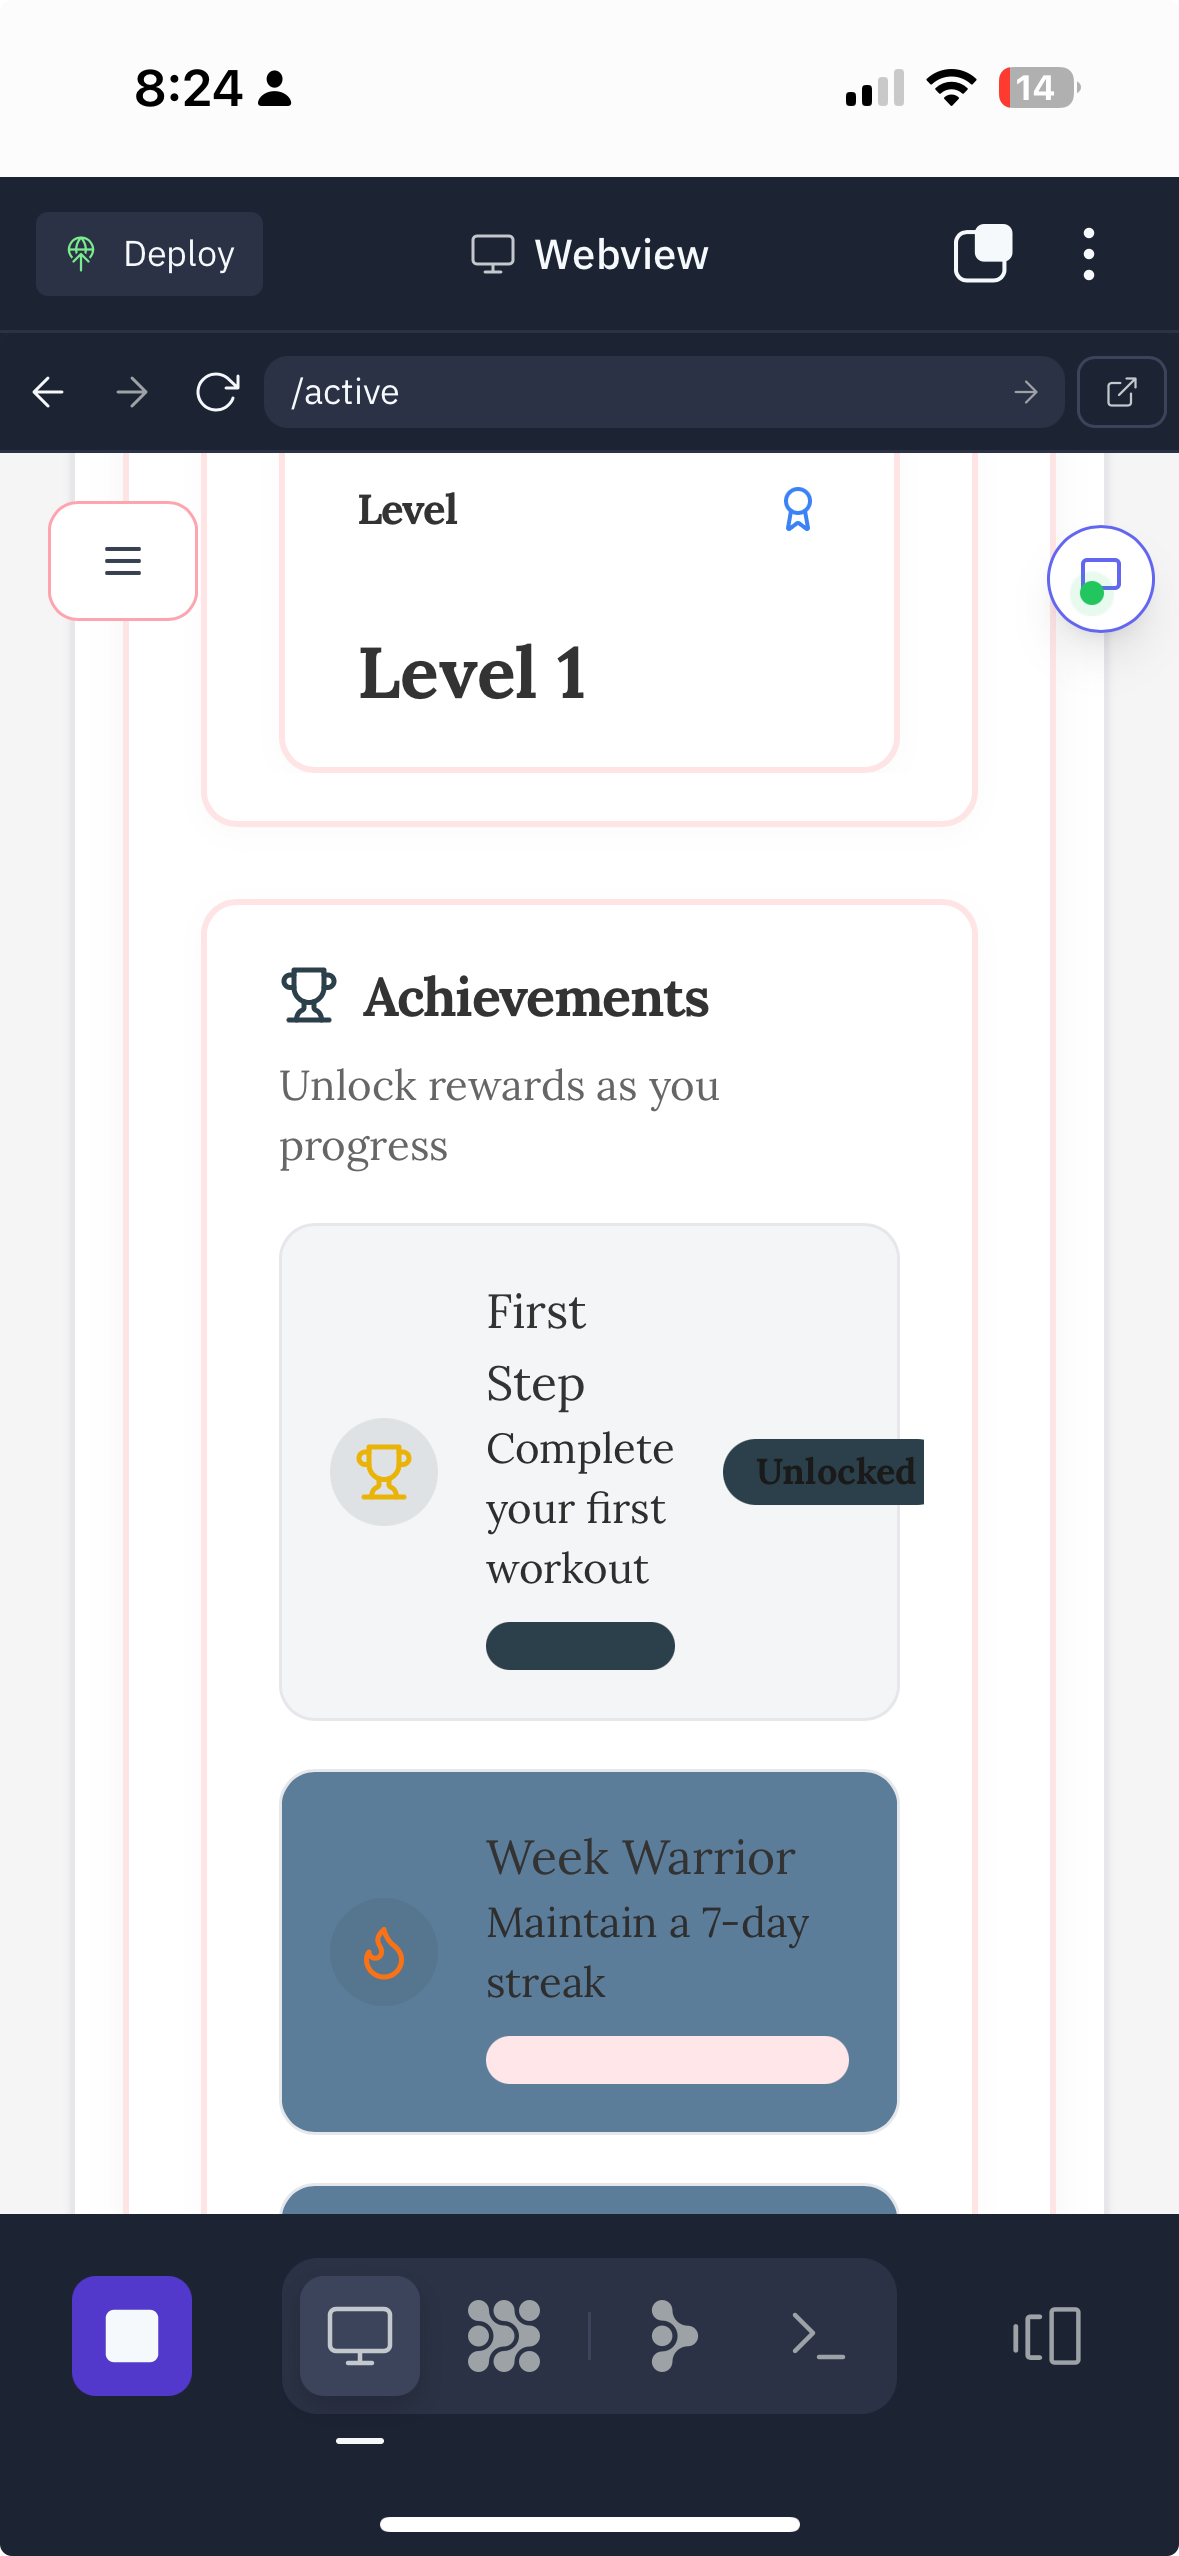 8:24
14
Deploy
Webview
/active
Level
Level 1
Achievements
Unlock rewards as you
progress
First
Step
Complete
your first
workout
Unlocked
Week Warrior
Maintain a 7-day
streak